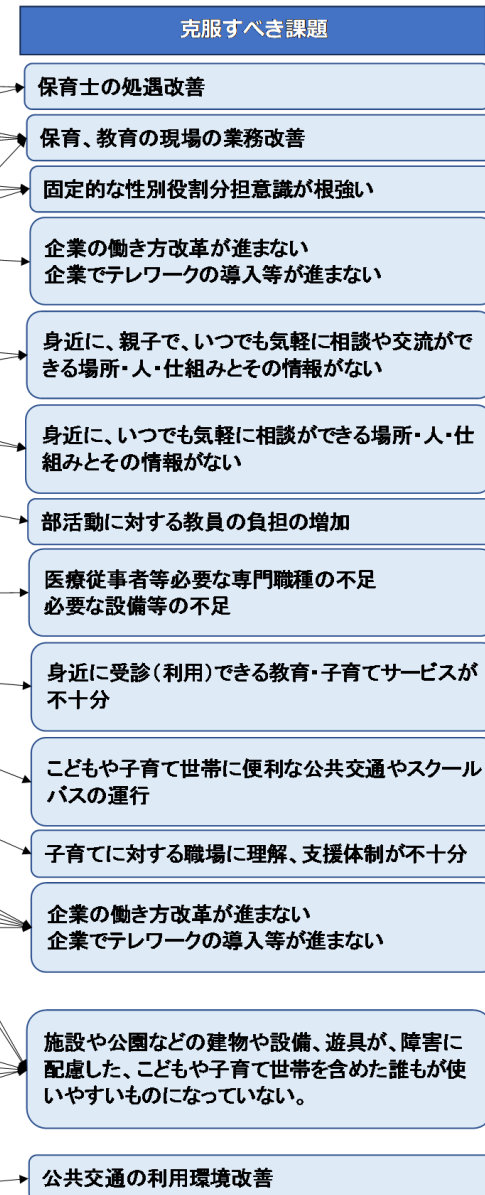 克服すべき課題
保育士の処遇改善
保育、教育の現場の業務改善
固定的な性別役割分担意識が根強い
企業の働き方改革が進まない
企業でテレワークの導入等が進まない
身近に、親子で、いつでも気軽に相談や交流がで
きる場所・人・仕組みとその情報がない
身近に、いつでも気軽に相談ができる場所・人・仕
組みとその情報がない
部活動に対する教員の負担の増加
医療従事者等必要な専門職種の不足
必要な設備等の不足
身近に受診(利用)できる教育・子育てサービスが
不十分
こどもや子育て世帯に便利な公共交通やスクール
バスの運行
子育てに対する職場に理解、支援体制が不十分
企業の働き方改革が進まない
企業でテレワークの導入等が進まない
施設や公園などの建物や設備、遊具が、障害に
配慮した、こどもや子育て世帯を含めた誰もが使
いやすいものになっていない。
公共交通の利用環境改善